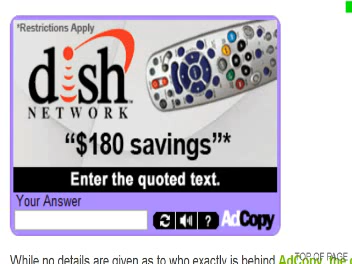 *Restrictions Apply
dish
NETWORK
"$180 savings"*
Enter the quoted text.
Your Answer
? AdCopy
TOP OF PAGE
While no details are given as to who exactly is behind AdCopy, the